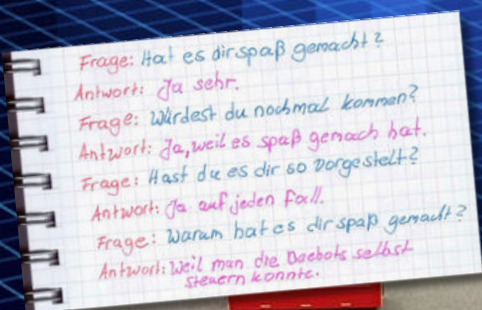 Frage: Hat es dir spaß gemacht?
Antwort: Ja sehr.
Frage: Würdest du nochmal kommen?
Antwort: Ja, weil es spaß gemach hat.
Frage: Hast du es dir so vorgestelt?
Antwort: Ja auf jeden fall.
Frage: Warum hat es dir spaß gemacht?
Antwort: Weil man die Beebots selbst
steuern konnte.